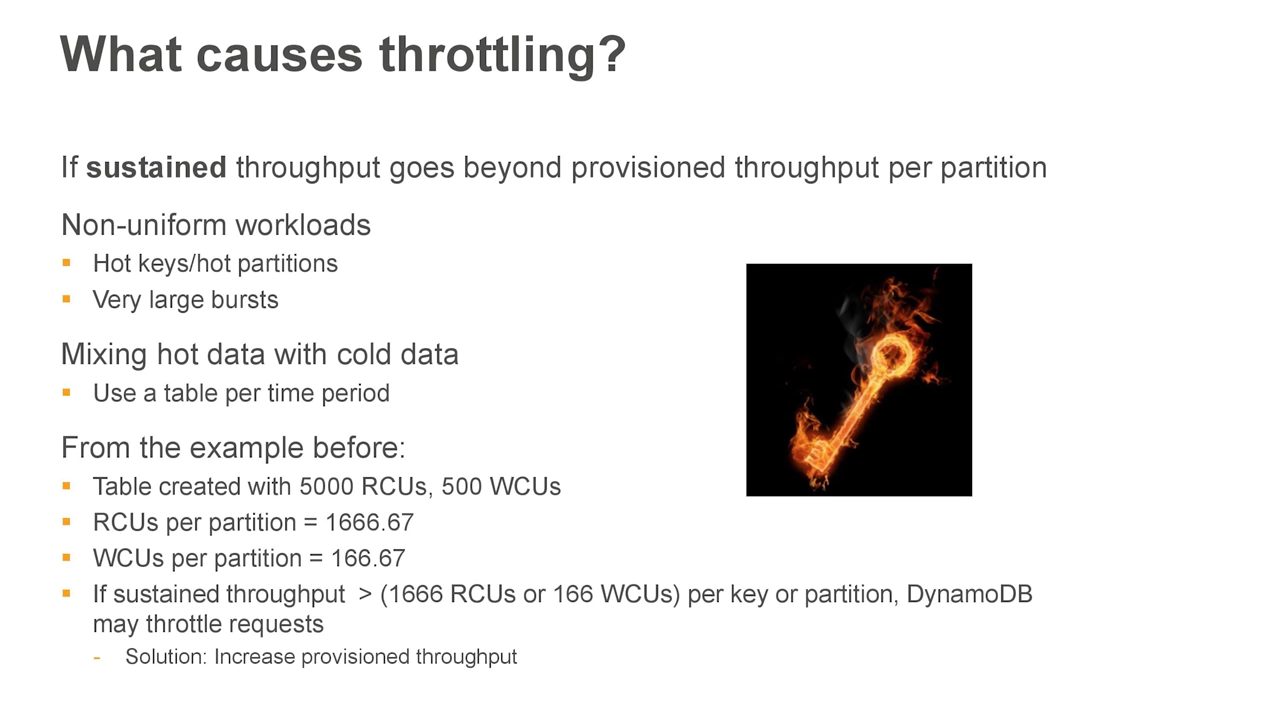 What causes throttling?
If sustained throughput goes beyond provisioned throughput per partition
Non-uniform workloads
▪ Hot keys/hot partitions
▪ Very large bursts
Mixing hot data with cold data
▪ Use a table per time period
From the example before:
▪ Table created with 5000 RCUs, 500 WCUs
▪ RCUs per partition = 1666.67
▪ WCUs per partition = 166.67
▪ If sustained throughput > (1666 RCUs or 166 WCUs) per key or partition, DynamoDB
may throttle requests
- Solution: Increase provisioned throughput